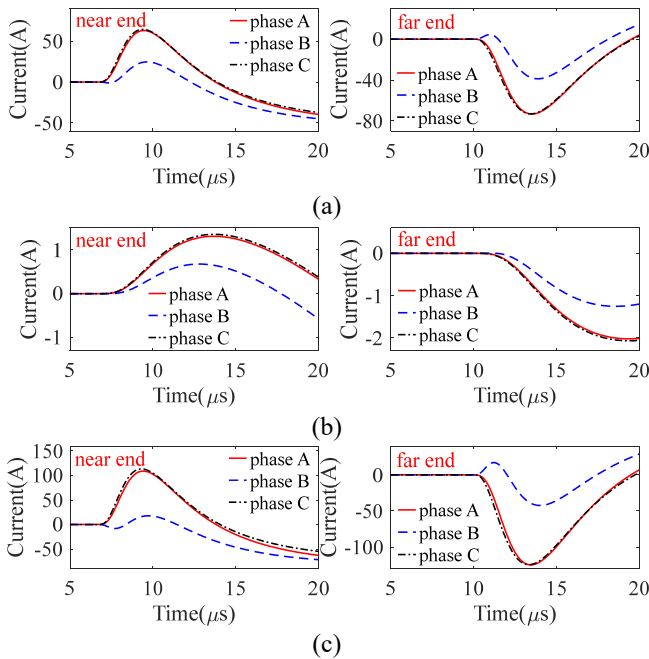 near end
phase A
phase B
phase C
50
0
-50
Current(A)
5
10
15
20
Time(μs)
far end
phase A
phase B
phase C
0
-40
-80
Current(A)
5
10
15
20
Time(μs)
(a)
near end
phase A
phase B
phase C
1
0
-1
Current(A)
5
10
15
20
Time(μs)
far end
phase A
phase B
phase C
0
-1
-2
Current(A)
5
10
15
20
Time(μs)
(b)
near end
phase A
phase B
phase C
150
100
50
0
-50
Current(A)
5
10
15
20
Time(μs)
far end
phase A
phase B
phase C
0
-50
-100
Current(A)
5
10
15
20
Time(μs)
(c)